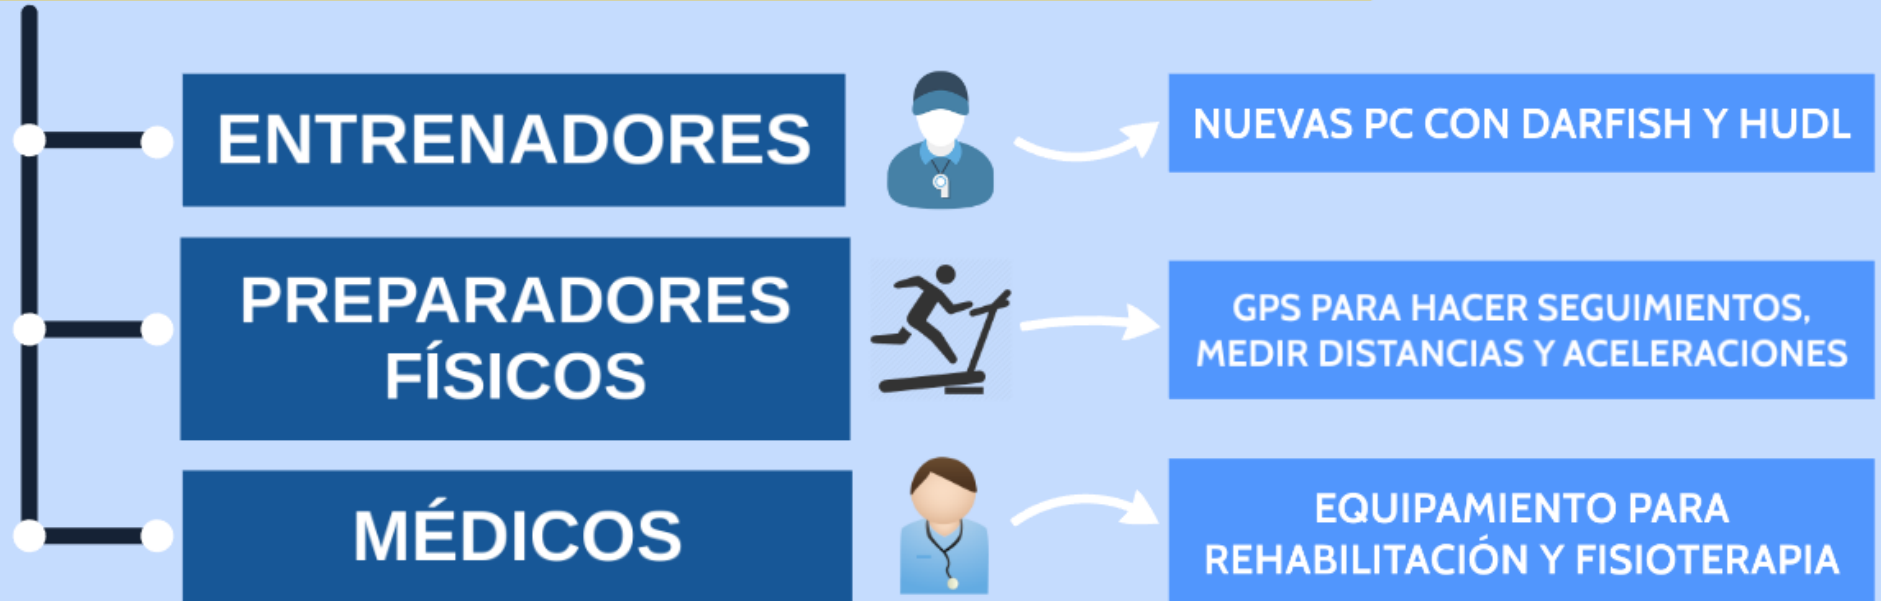 ENTRENADORES
NUEVAS PC CON DARFISH Y HUDL
PREPARADORES
FÍSICOS
GPS PARA HACER SEGUIMIENTOS,
MEDIR DISTANCIAS Y ACELERACIONES
MÉDICOS
EQUIPAMIENTO PARA
REHABILITACIÓN Y FISIOTERAPIA